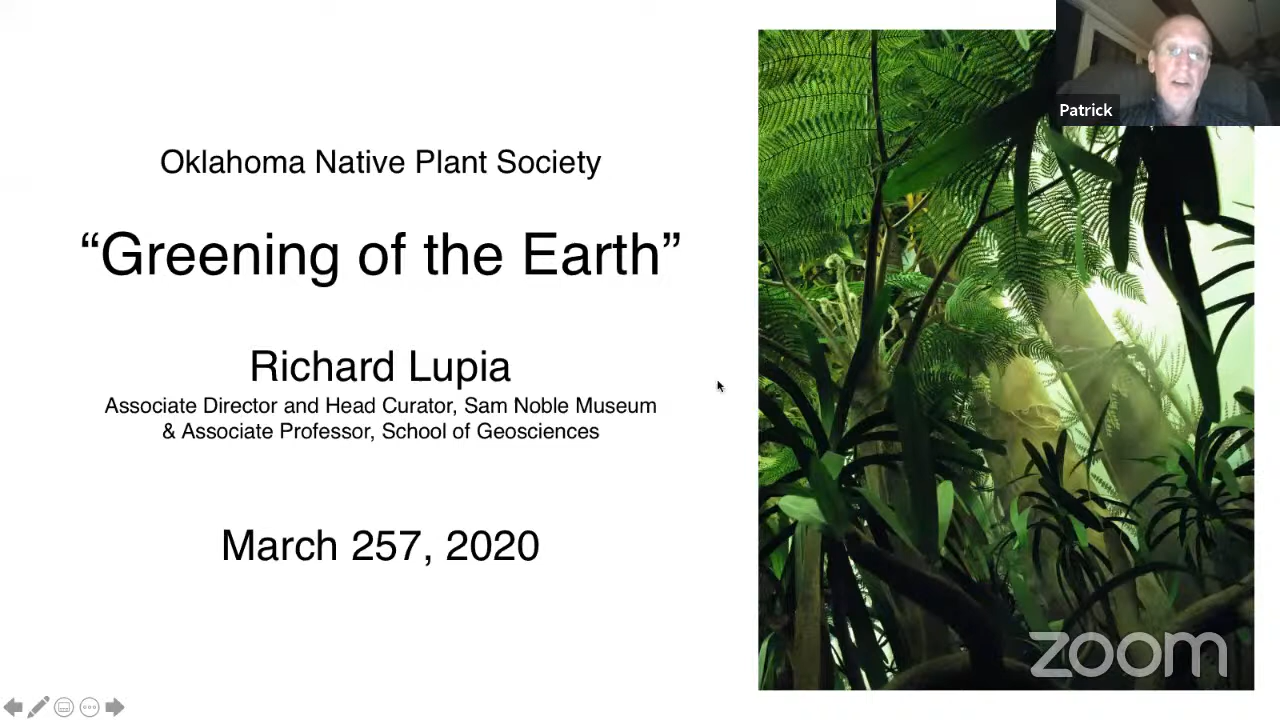 Oklahoma Native Plant Society
“Greening of the Earth”
Richard Lupia
Associate Director and Head Curator, Sam Noble Museum
& Associate Professor, School of Geosciences
March 257, 2020
Patrick
zoom